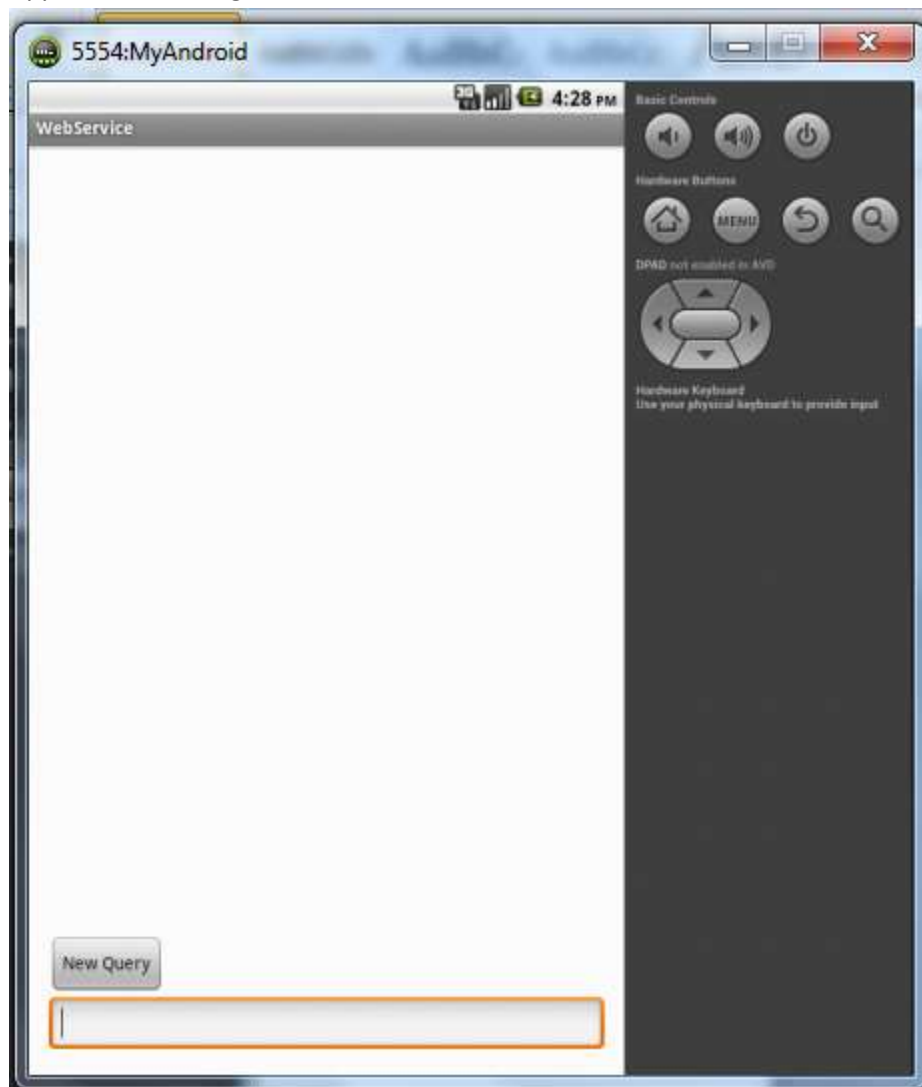 5554:MyAndroid
4:28 PM
WebService
New Query
Basic Controls
Hardware Buttons
MENU
DPAD not enabled in AVD
Hardware Keyboard
Use your physical keyboard to provide input